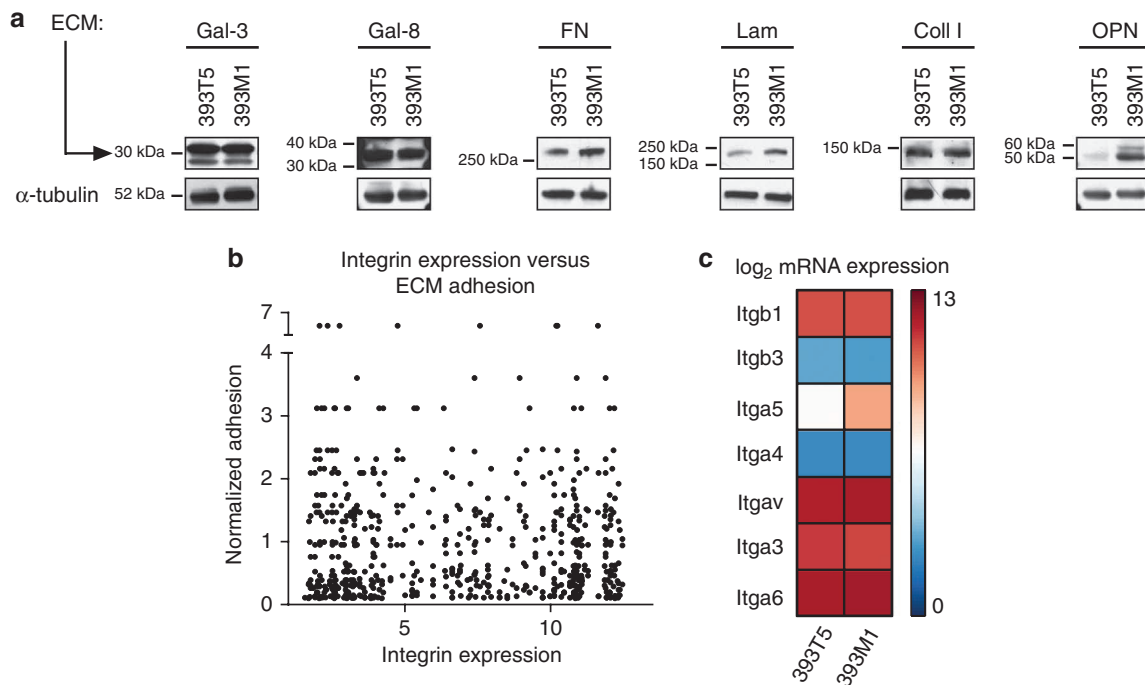 a
ECM:
Gal-3
Gal-8
FN
Lam
Coll I
OPN
393T5
393M1
393T5
393M1
393T5
393M1
393T5
393M1
393T5
393M1
393T5
393M1
30 kDa
40 kDa
30 kDa
250 kDa
250 kDa
150 kDa
150 kDa
60 kDa
50 kDa
α-tubulin
52 kDa
b
Integrin expression versus
ECM adhesion
7
4
3
2
1
0
5
10
Normalized adhesion
Integrin expression
c
log₂ mRNA expression
Itgb1
Itgb3
Itga5
Itga4
Itgav
Itga3
Itga6
13
0
393T5
393M1